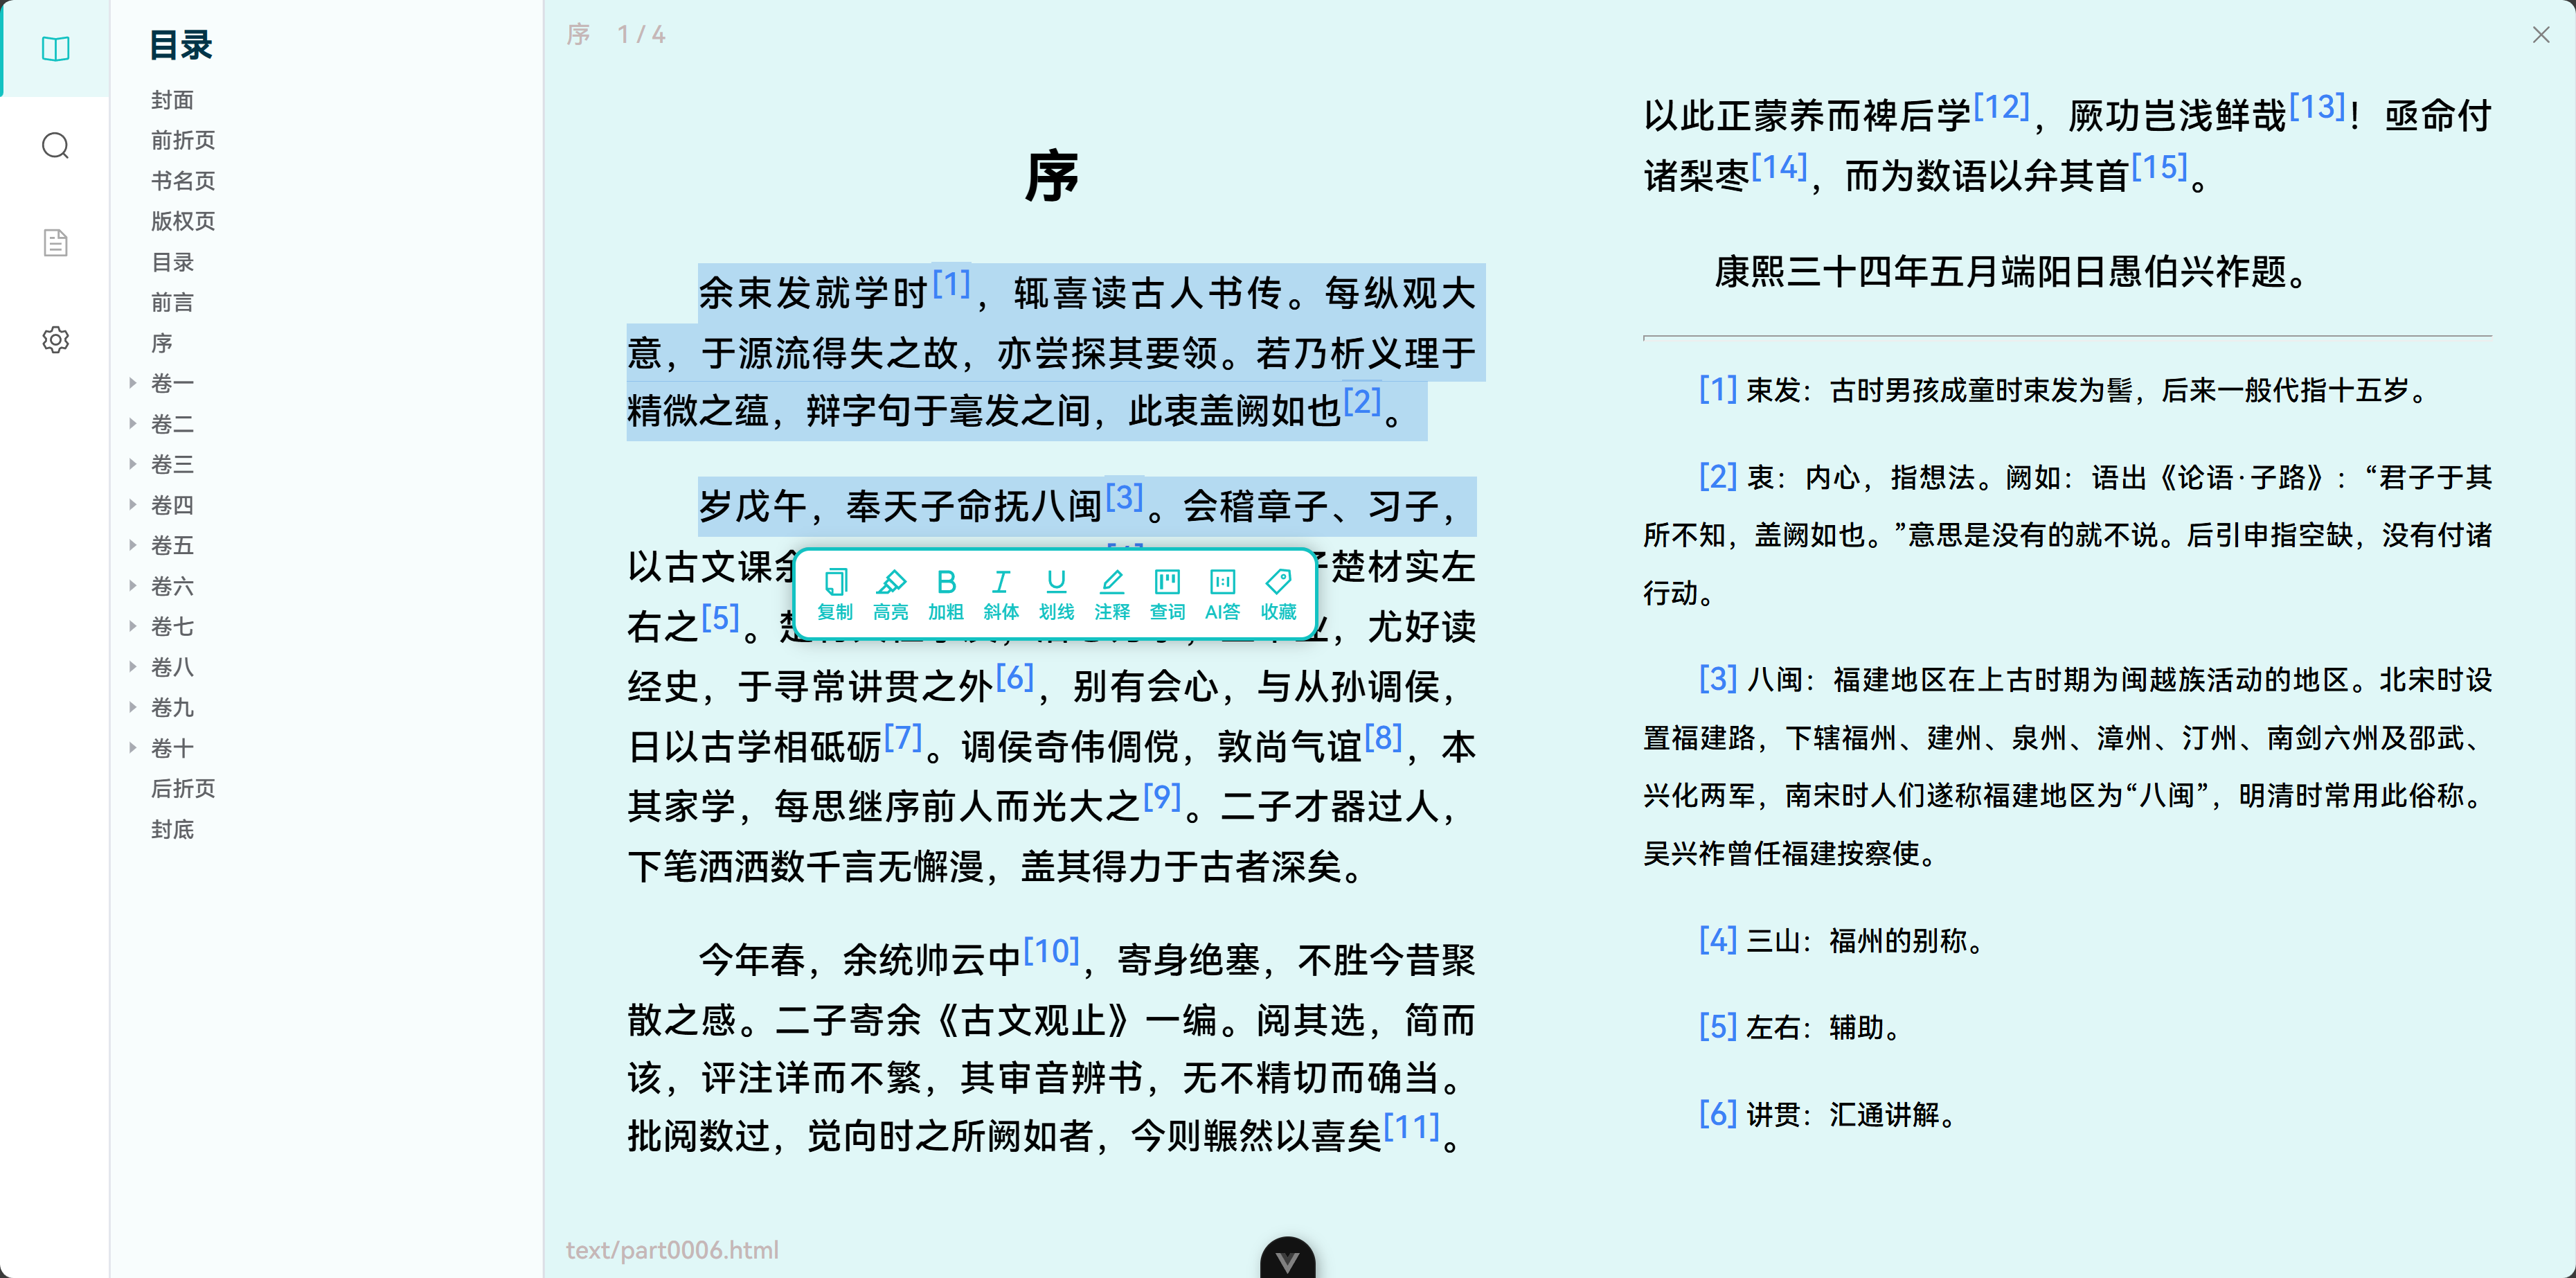 目录
封面
前折页
书名页
版权页
目录
前言
序
卷一
卷二
卷三
卷四
卷五
卷六
卷七
卷八
卷九
卷十
后折页
封底
序 1 / 4
序
余束发就学时[1]，辄喜读古人书传。每纵观大
意，于源流得失之故，亦尝探其要领。若乃析义理于
精微之蕴，辩字句于毫发之间，此衷盖阙如也[2]。
岁戊午，奉天子命抚八闽[3]。会稽章子、习子，
以古文课余
子楚材实左
复制 高亮 加粗 斜体 划线 注释 查词 AI答 收藏
右之[5]。
，尤好读
经史，于寻常讲贯之外[6]，别有会心，与从孙调侯，
日以古学相砥砺[7]。调侯奇伟倜傥，敦尚气谊[8]，本
其家学，每思继序前人而光大之[9]。二子才器过人，
下笔洒洒数千言无懈漫，盖其得力于古者深矣。
今年春，余统帅云中[10]，寄身绝塞，不胜今昔聚
散之感。二子寄余《古文观止》一编。阅其选，简而
该，评注详而不繁，其审音辨书，无不精切而确当。
批阅数过，觉向时之所阙如者，今则冁然以喜矣[11]。
以此正蒙养而裨后学[12]，厥功岂浅鲜哉[13]！亟命付
诸梨枣[14]，而为数语以弁其首[15]。
康熙三十四年五月端阳日愚伯兴祚题。
[1] 束发：古时男孩成童时束发为髻，后来一般代指十五岁。
[2] 衷：内心，指想法。阙如：语出《论语·子路》：“君子于其
所不知，盖阙如也。”意思是没有的就不说。后引申指空缺，没有付诸
行动。
[3] 八闽：福建地区在上古时期为闽越族活动的地区。北宋时设
置福建路，下辖福州、建州、泉州、漳州、汀州、南剑六州及邵武、
兴化两军，南宋时人们遂称福建地区为“八闽”，明清时常用此俗称。
吴兴祚曾任福建按察使。
[4] 三山：福州的别称。
[5] 左右：辅助。
[6] 讲贯：汇通讲解。
text/part0006.html